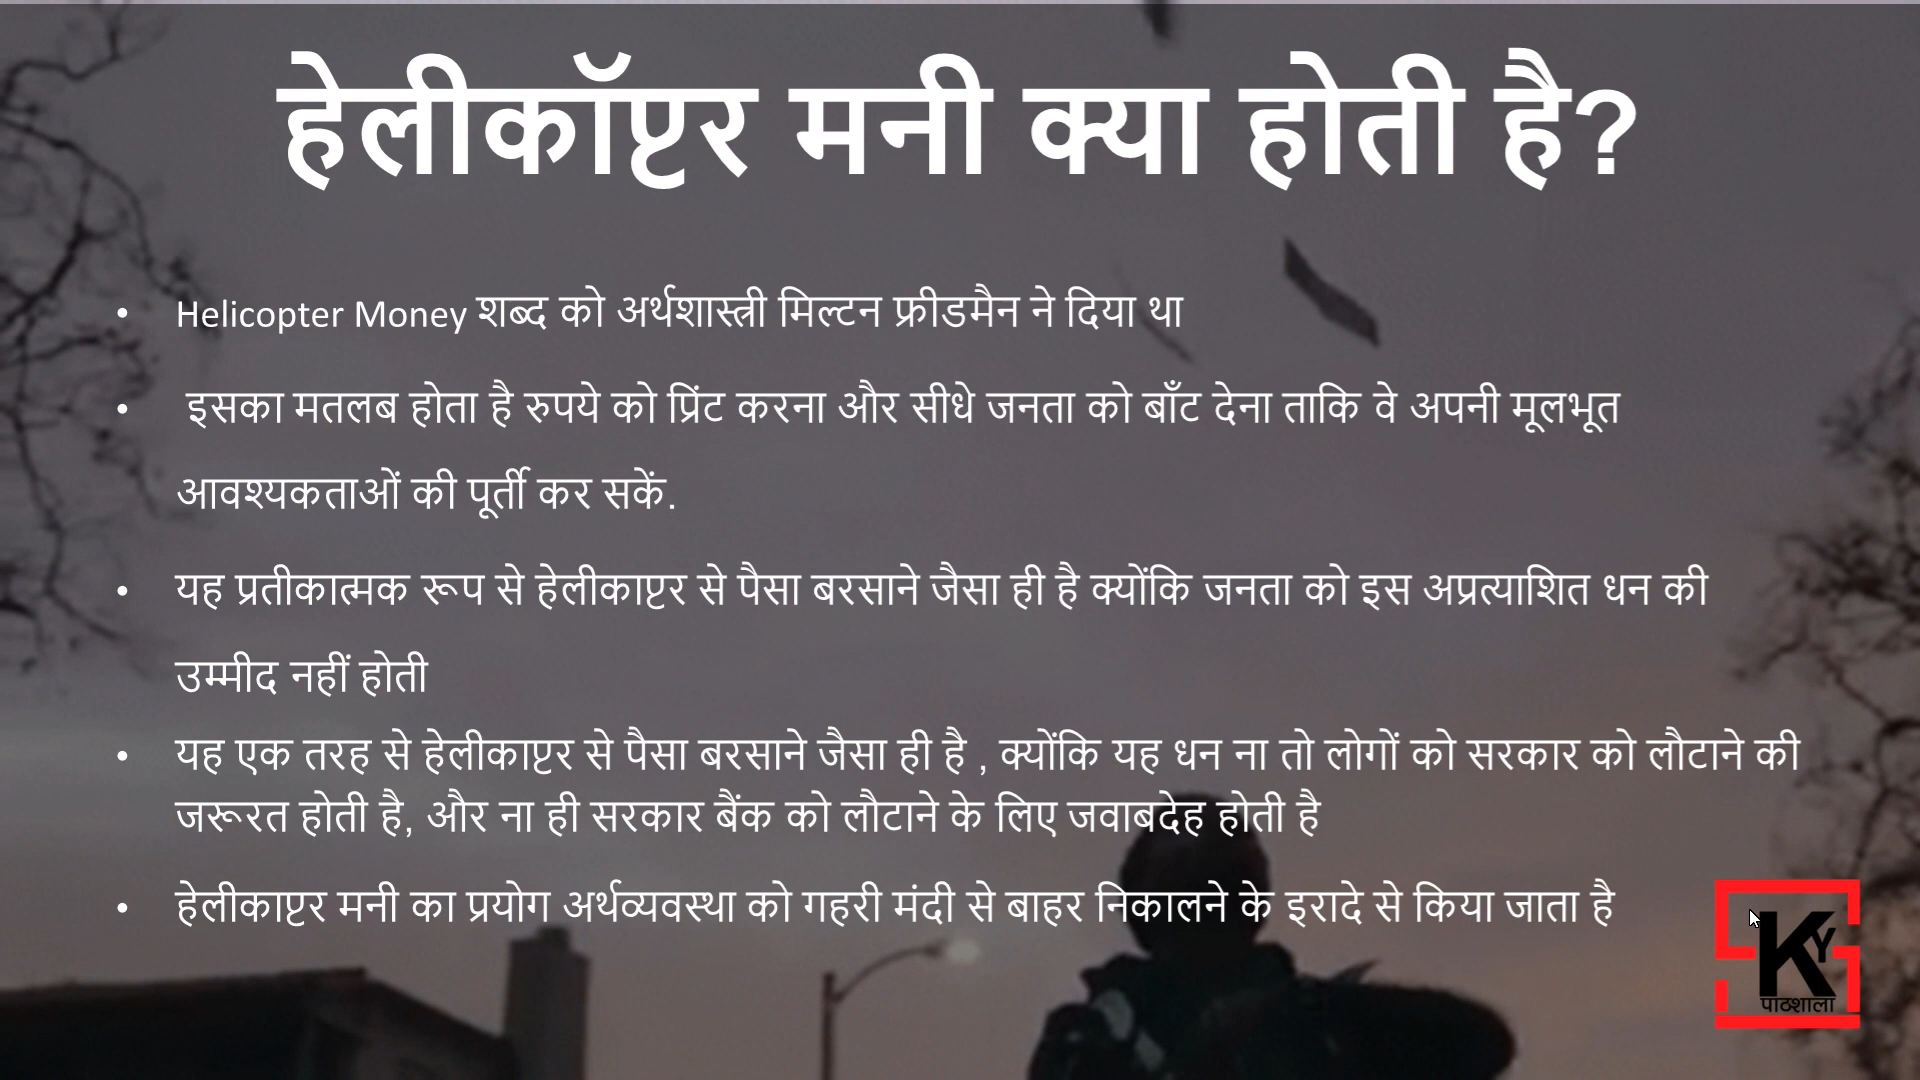 हेलीकॉप्टर मनी क्या होती है?
• Helicopter Money शब्द को अर्थशास्त्री मिल्टन फ्रीडमैन ने दिया था
• इसका मतलब होता है रुपये को प्रिंट करना और सीधे जनता को बाँट देना ताकि वे अपनी मूलभूत
आवश्यकताओं की पूर्ती कर सकें.
• यह प्रतीकात्मक रूप से हेलीकाप्टर से पैसा बरसाने जैसा ही है क्योंकि जनता को इस अप्रत्याशित धन की
उम्मीद नहीं होती
• यह एक तरह से हेलीकाप्टर से पैसा बरसाने जैसा ही है , क्योंकि यह धन ना तो लोगों को सरकार को लौटाने की
जरूरत होती है, और ना ही सरकार बैंक को लौटाने के लिए जवाबदेह होती है
• हेलीकाप्टर मनी का प्रयोग अर्थव्यवस्था को गहरी मंदी से बाहर निकालने के इरादे से किया जाता है
SKY
पाठशाला